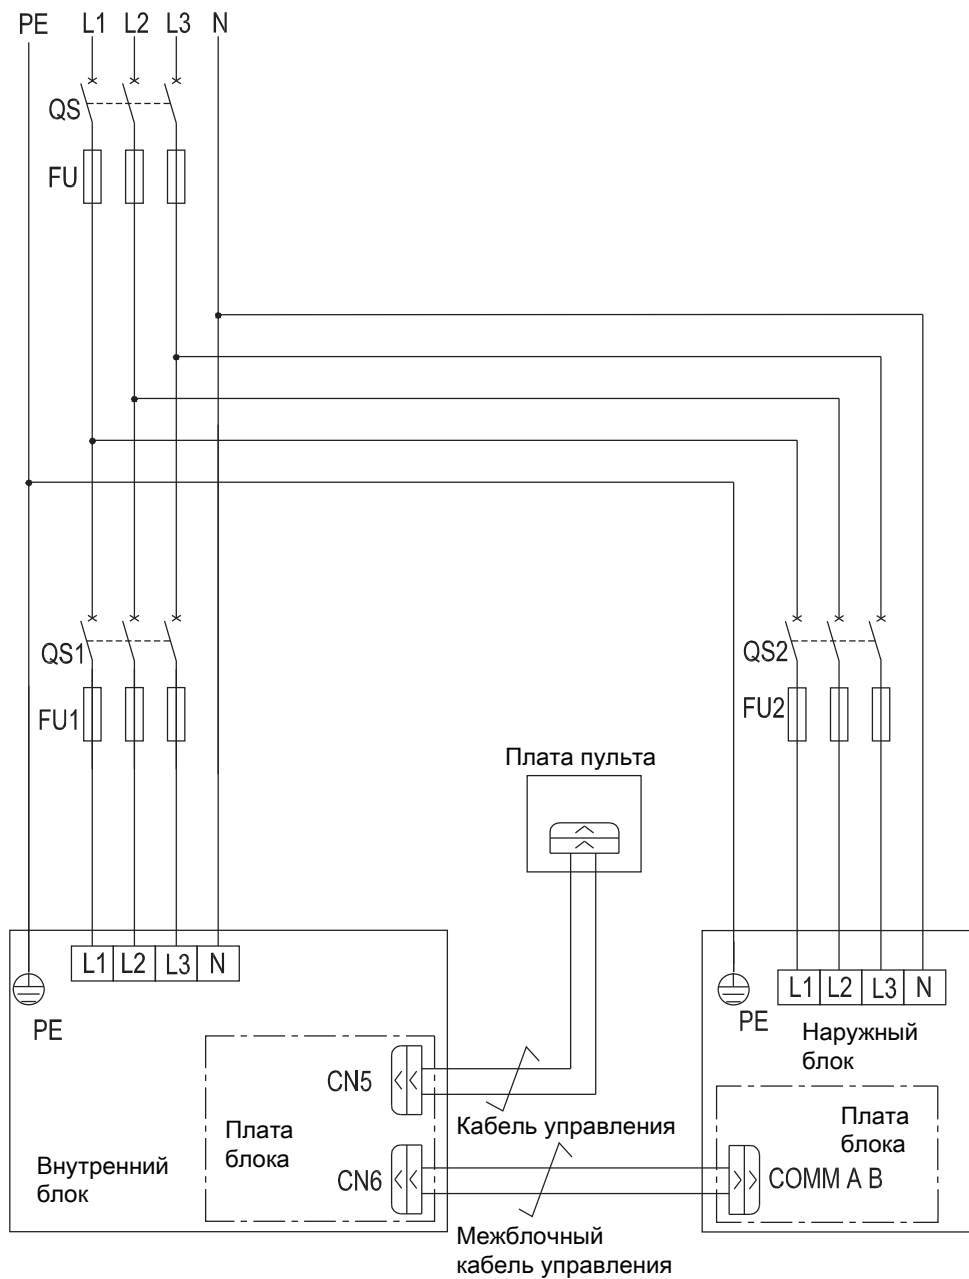 PE L1 L2 L3 N
QS
FU
QS1
QS2
FU1
FU2
Плата пульта
L1 L2 L3 N
PE
L1 L2 L3 N
PE
Наружный
блок
CN5
Кабель управления
Плата
блока
Плата
блока
Внутренний
блок
CN6
COMM A B
Межблочный
кабель управления